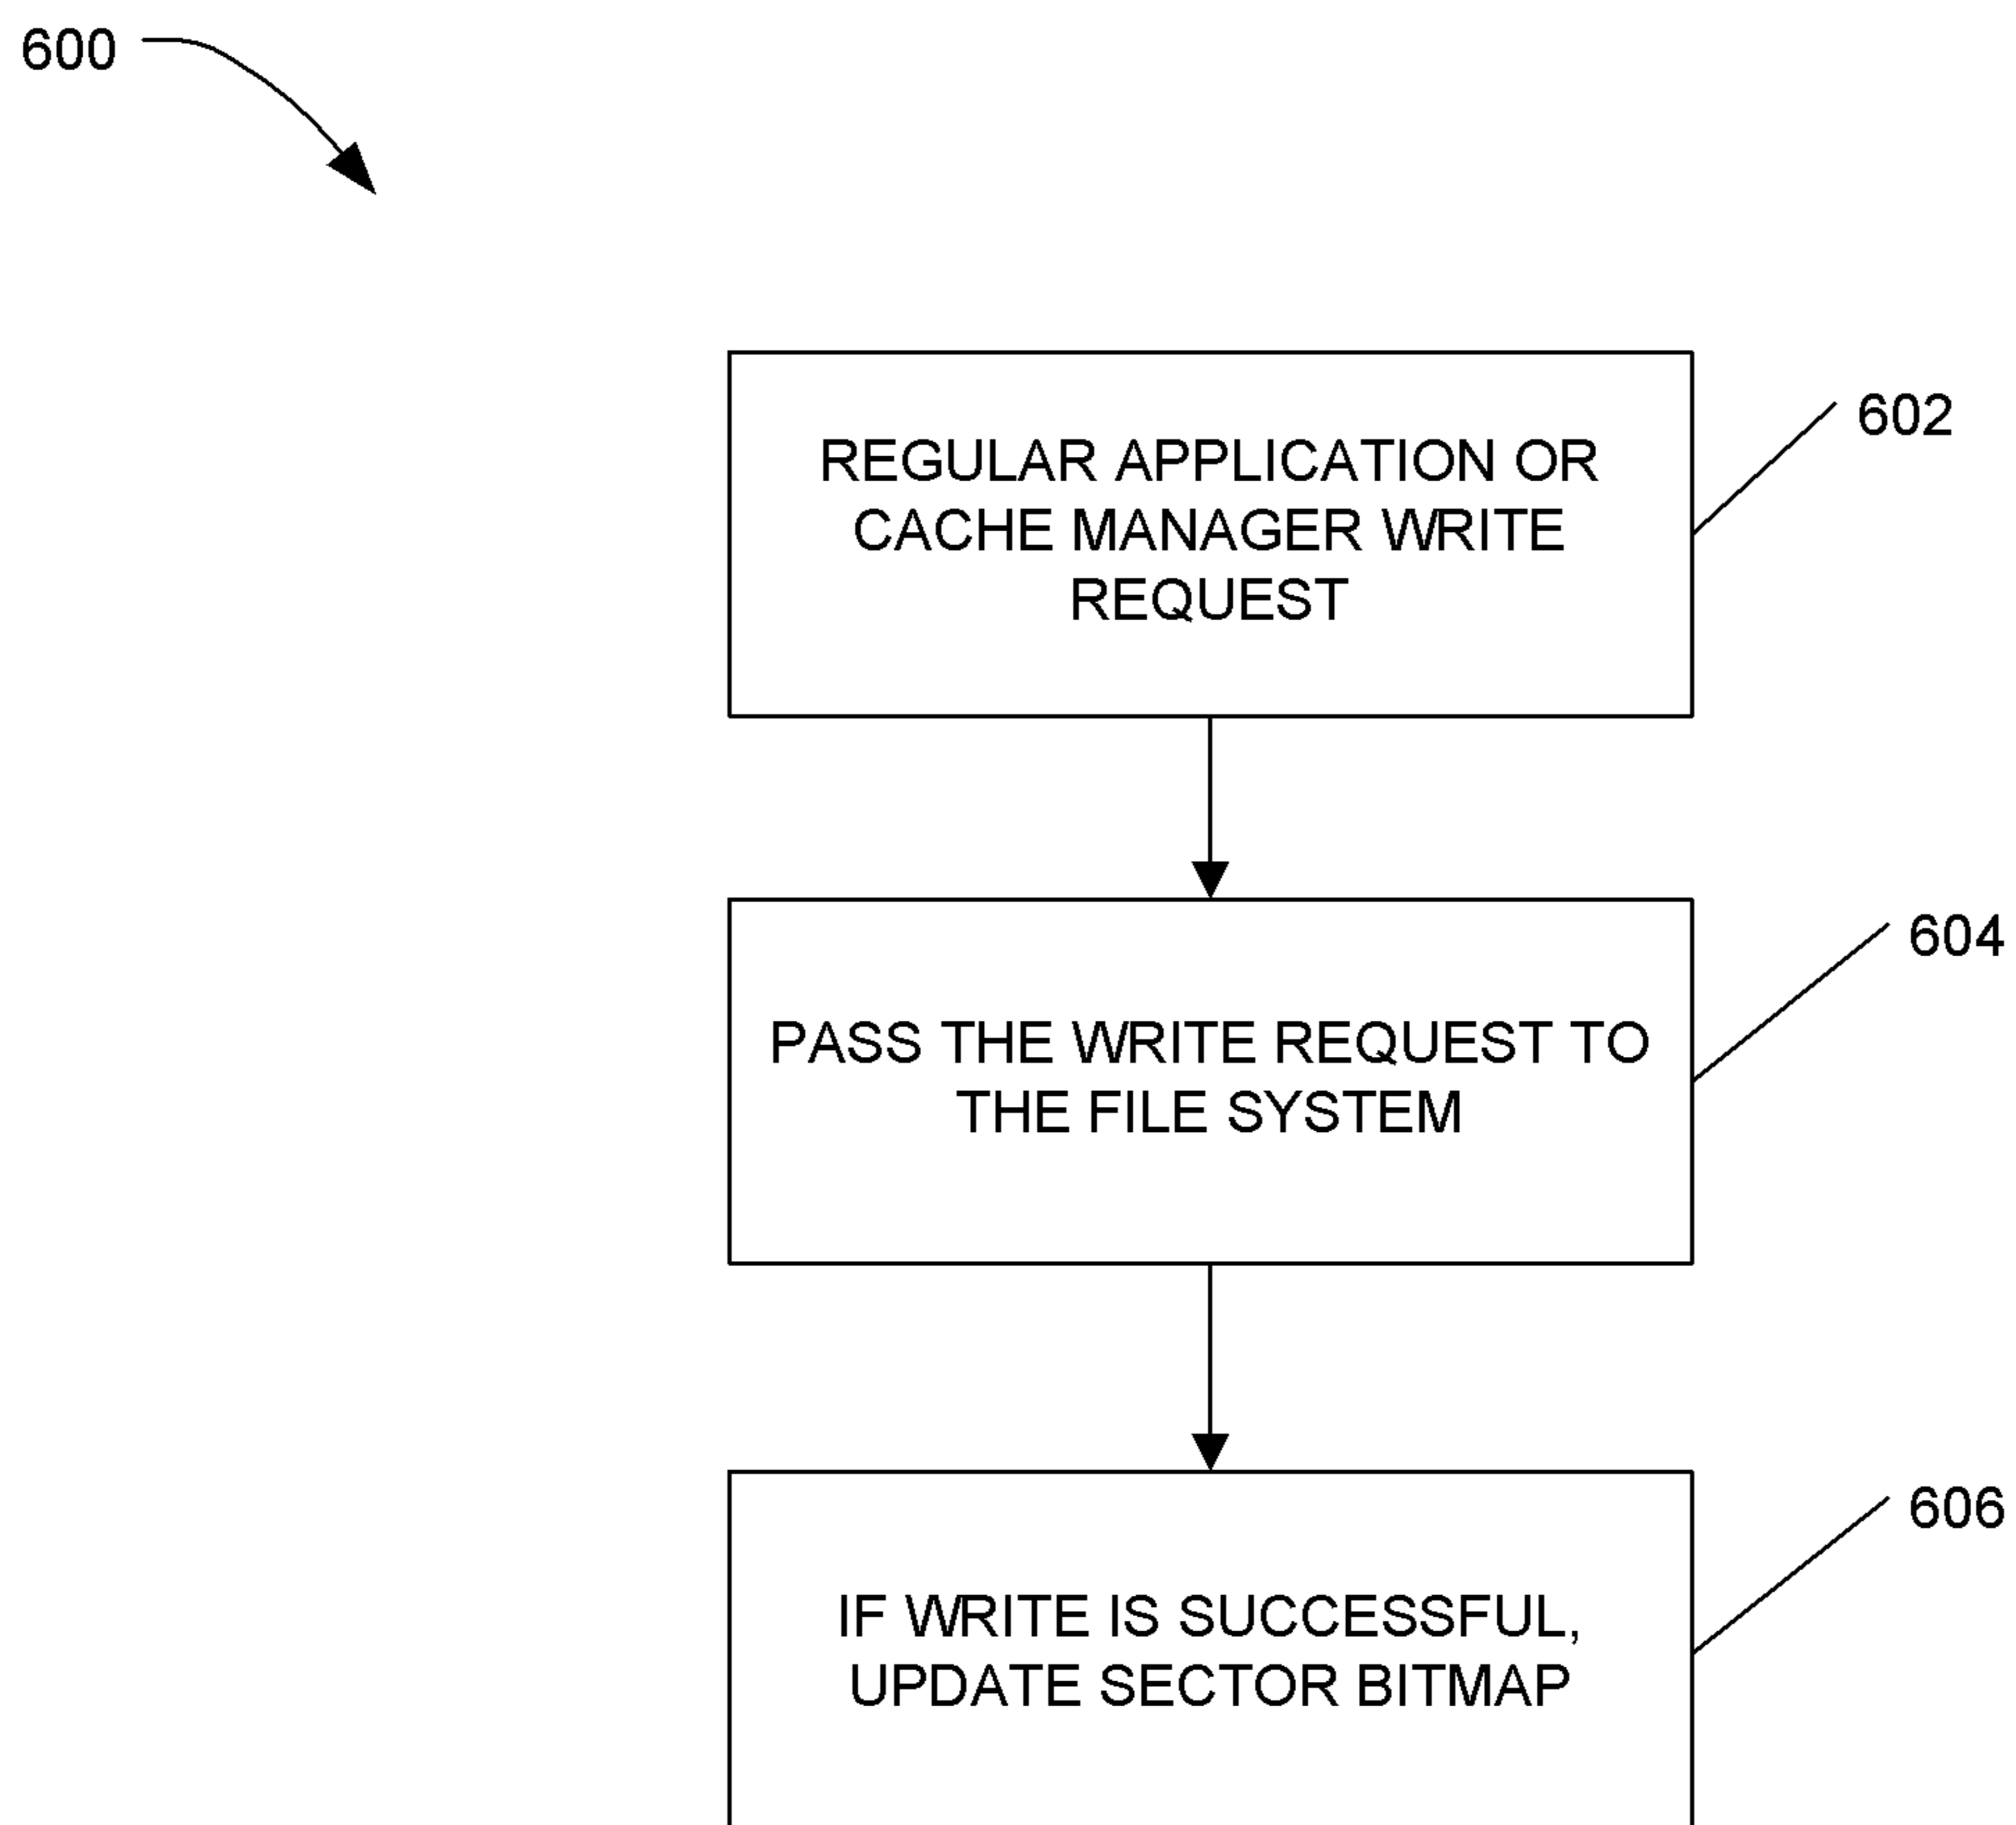 600
REGULAR APPLICATION OR
CACHE MANAGER WRITE
REQUEST
602
PASS THE WRITE REQUEST TO
THE FILE SYSTEM
604
IF WRITE IS SUCCESSFUL,
UPDATE SECTOR BITMAP
606